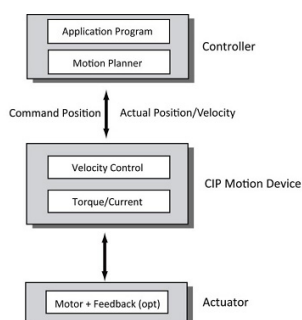 Application Program
Motion Planner
Controller
Command Position
Actual Position/Velocity
Velocity Control
Torque/Current
CIP Motion Device
Motor + Feedback (opt)
Actuator